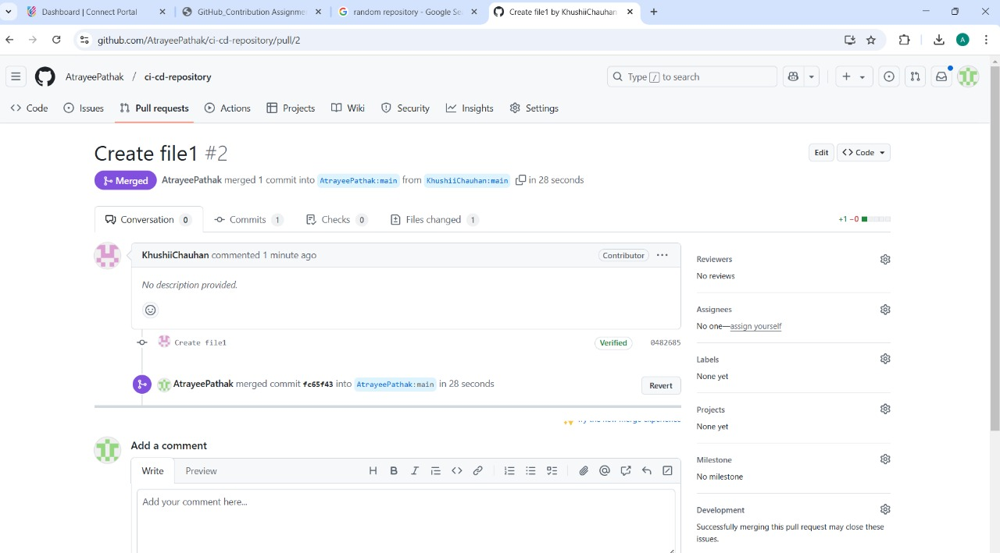 Dashboard | Connect Portal
GitHub_Contribution Assignme
random repository - Google Se
Create file1 by KhushiiChauhan
github.com/AtrayeePathak/ci-cd-repository/pull/2
A
AtrayeePathak / ci-cd-repository
Type / to search
Code
Issues
Pull requests
Actions
Projects
Wiki
Security
Insights
Settings
Create file1 #2
Edit
Code
Merged
AtrayeePathak merged 1 commit into AtrayeePathak:main from KhushiiChauhan:main in 28 seconds
Conversation 0
Commits 1
Checks 0
Files changed 1
+1 −0
KhushiiChauhan commented 1 minute ago
Contributor
No description provided.
Create file1
Verified
0482685
AtrayeePathak merged commit fc65f43 into AtrayeePathak:main in 28 seconds
Revert
Try the new merge experience
Add a comment
Write
Preview
Add your comment here...
Reviewers
No reviews
Assignees
No one—assign yourself
Labels
None yet
Projects
None yet
Milestone
No milestone
Development
Successfully merging this pull request may close these
issues.